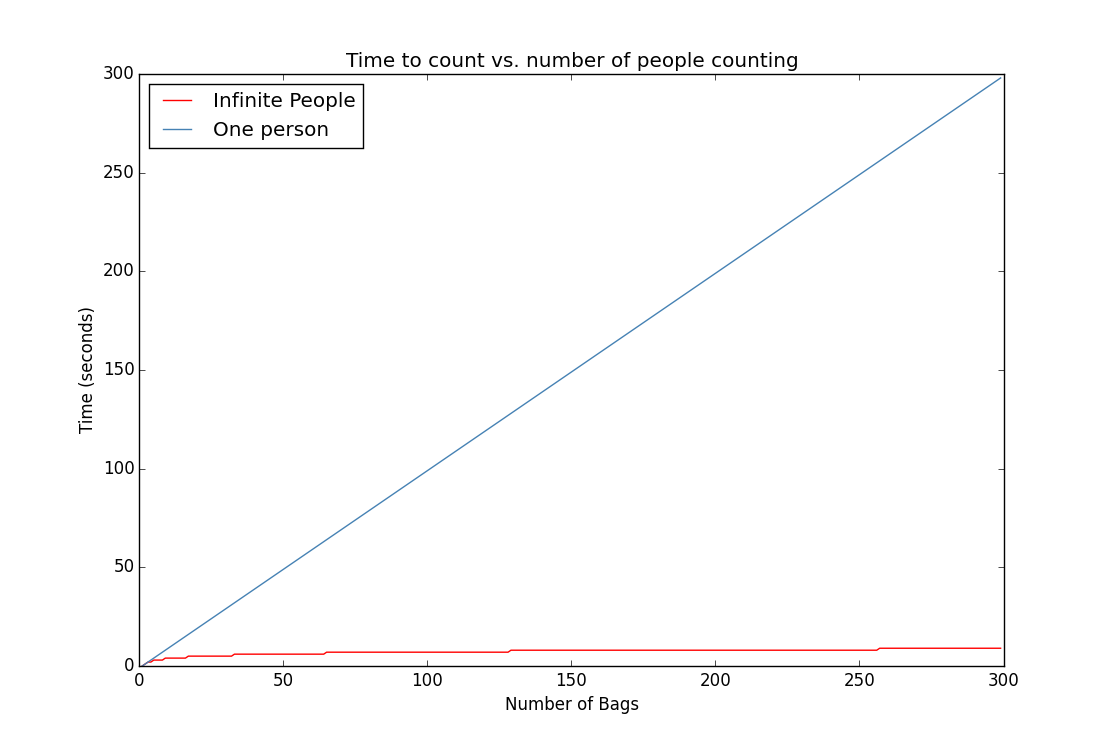 Time to count vs. number of people counting
Infinite People
One person
300
250
200
150
100
50
0
Time (seconds)
0 50 100 150 200 250 300
Number of Bags